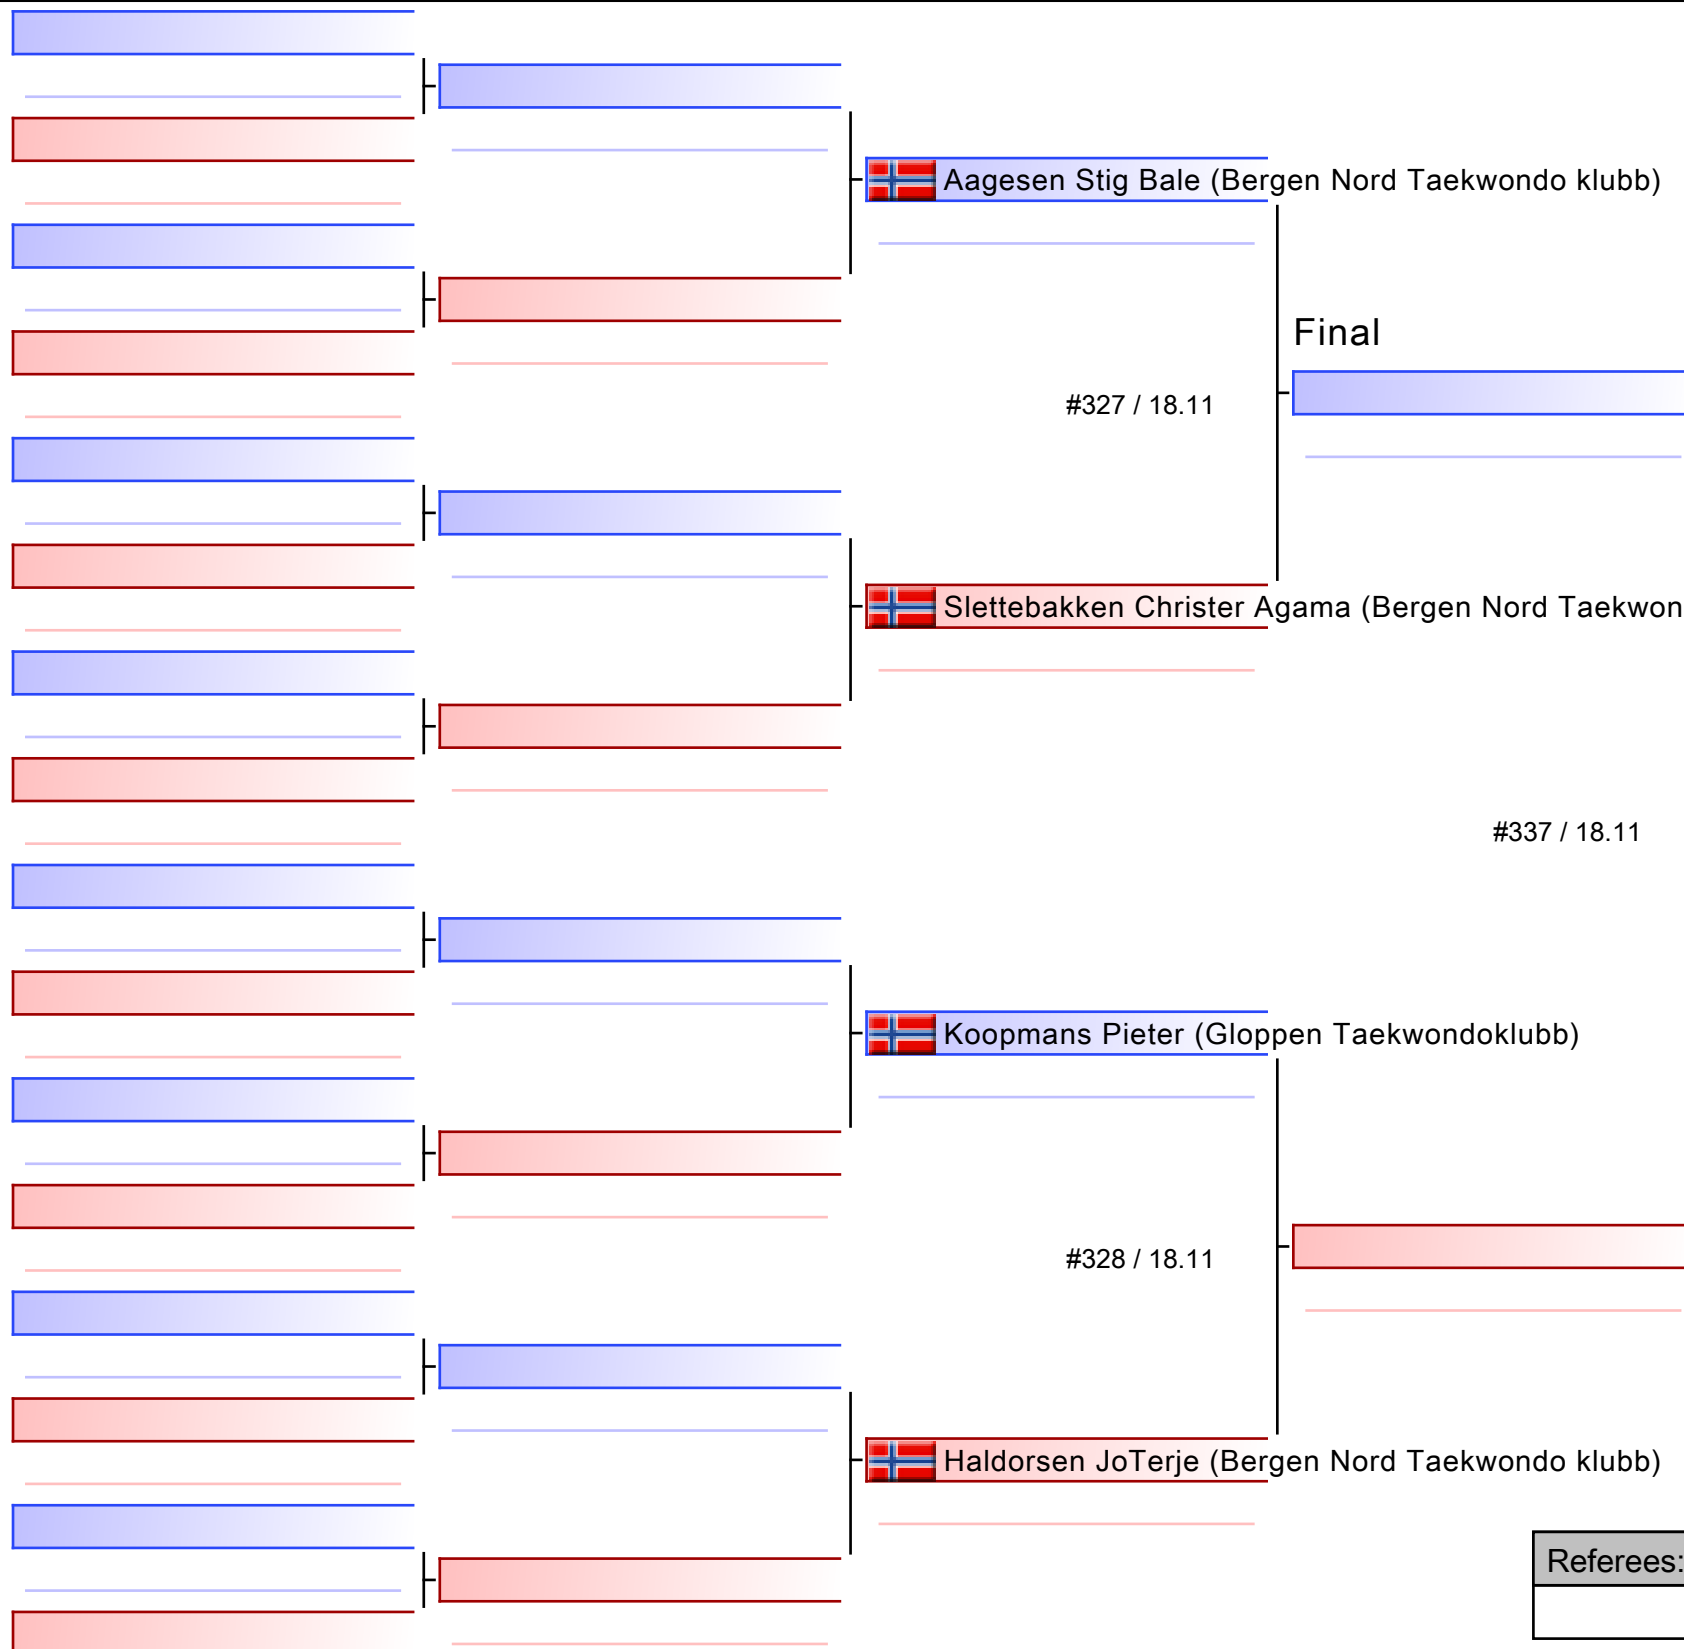 Aagesen Stig Bale (Bergen Nord Taekwondo klubb)
Final
#327 / 18.11
Slettebakken Christer Agama (Bergen Nord Taekwon
#337 / 18.11
Koopmans Pieter (Gloppen Taekwondoklubb)
#328 / 18.11
Haldorsen JoTerje (Bergen Nord Taekwondo klubb)
Referees: